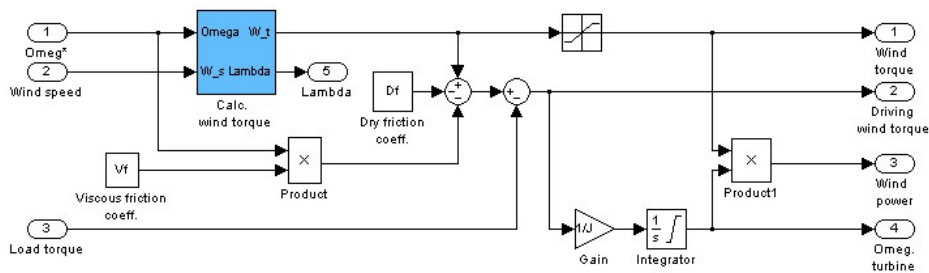 1
Omeg*
2
Wind speed
Omega W_t
W_s Lambda
Calc.
wind torque
5
Lambda
Df
Dry friction
coeff.
Vf
Viscous friction
coeff.
×
Product
3
Load torque
1/J
Gain
1
s
Integrator
×
Product1
1
Wind
torque
2
Driving
wind torque
3
Wind
power
4
Omeg.
turbine